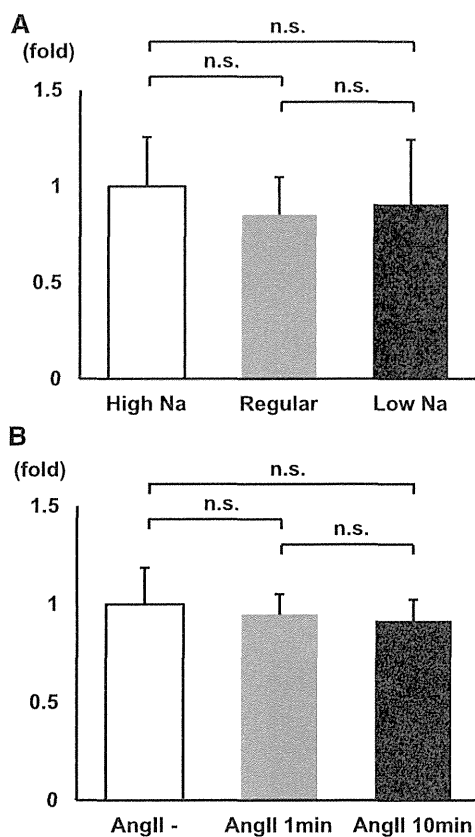 A
(fold)
n.s.
n.s.
n.s.
1.5
1
0.5
0
High Na Regular Low Na
B
(fold)
n.s.
n.s.
n.s.
1.5
1
0.5
0
AngII - AngII 1min AngII 10min